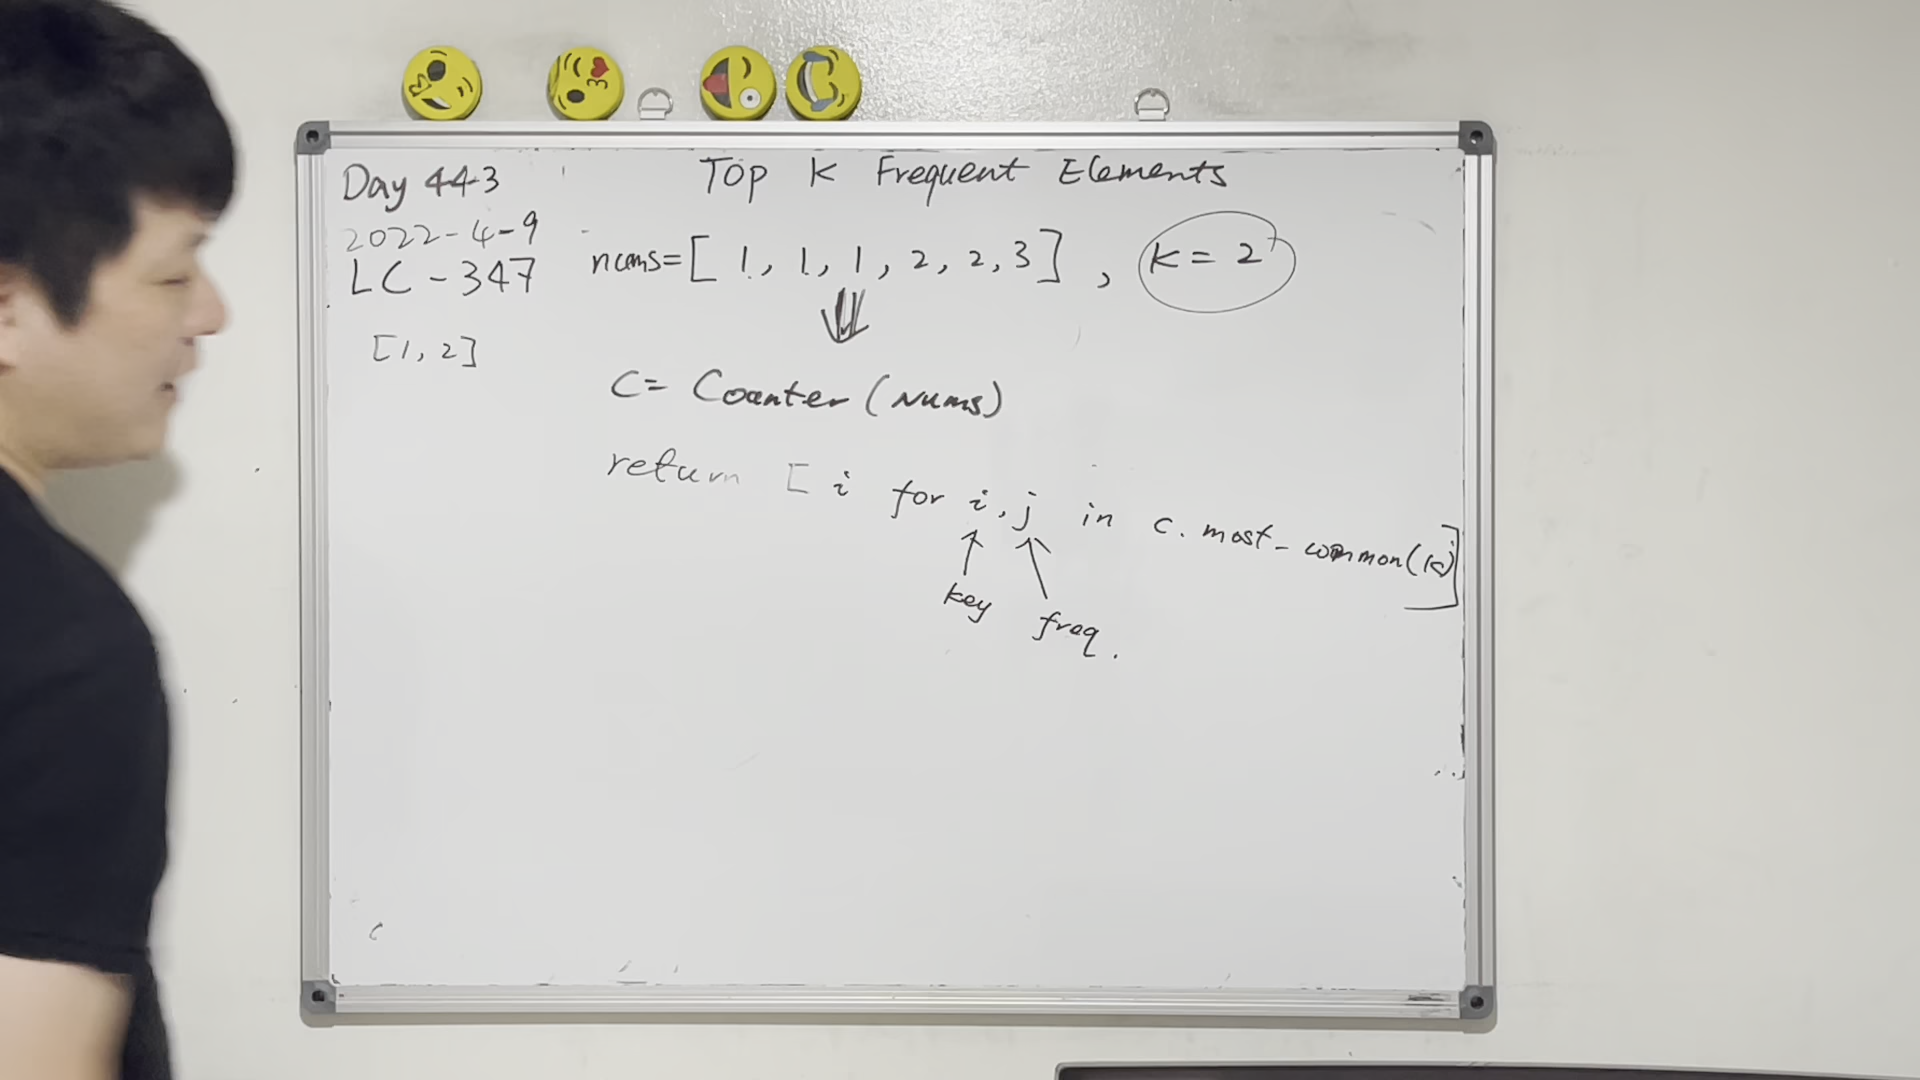 Day 443
Top K Frequent Elements
2022-4-9
LC-347
nums=[1, 1, 1, 2, 2, 3], k=2
[1, 2]
C= Counter(nums)
return [i for i, j in c.most_common(k)]
key
freq.